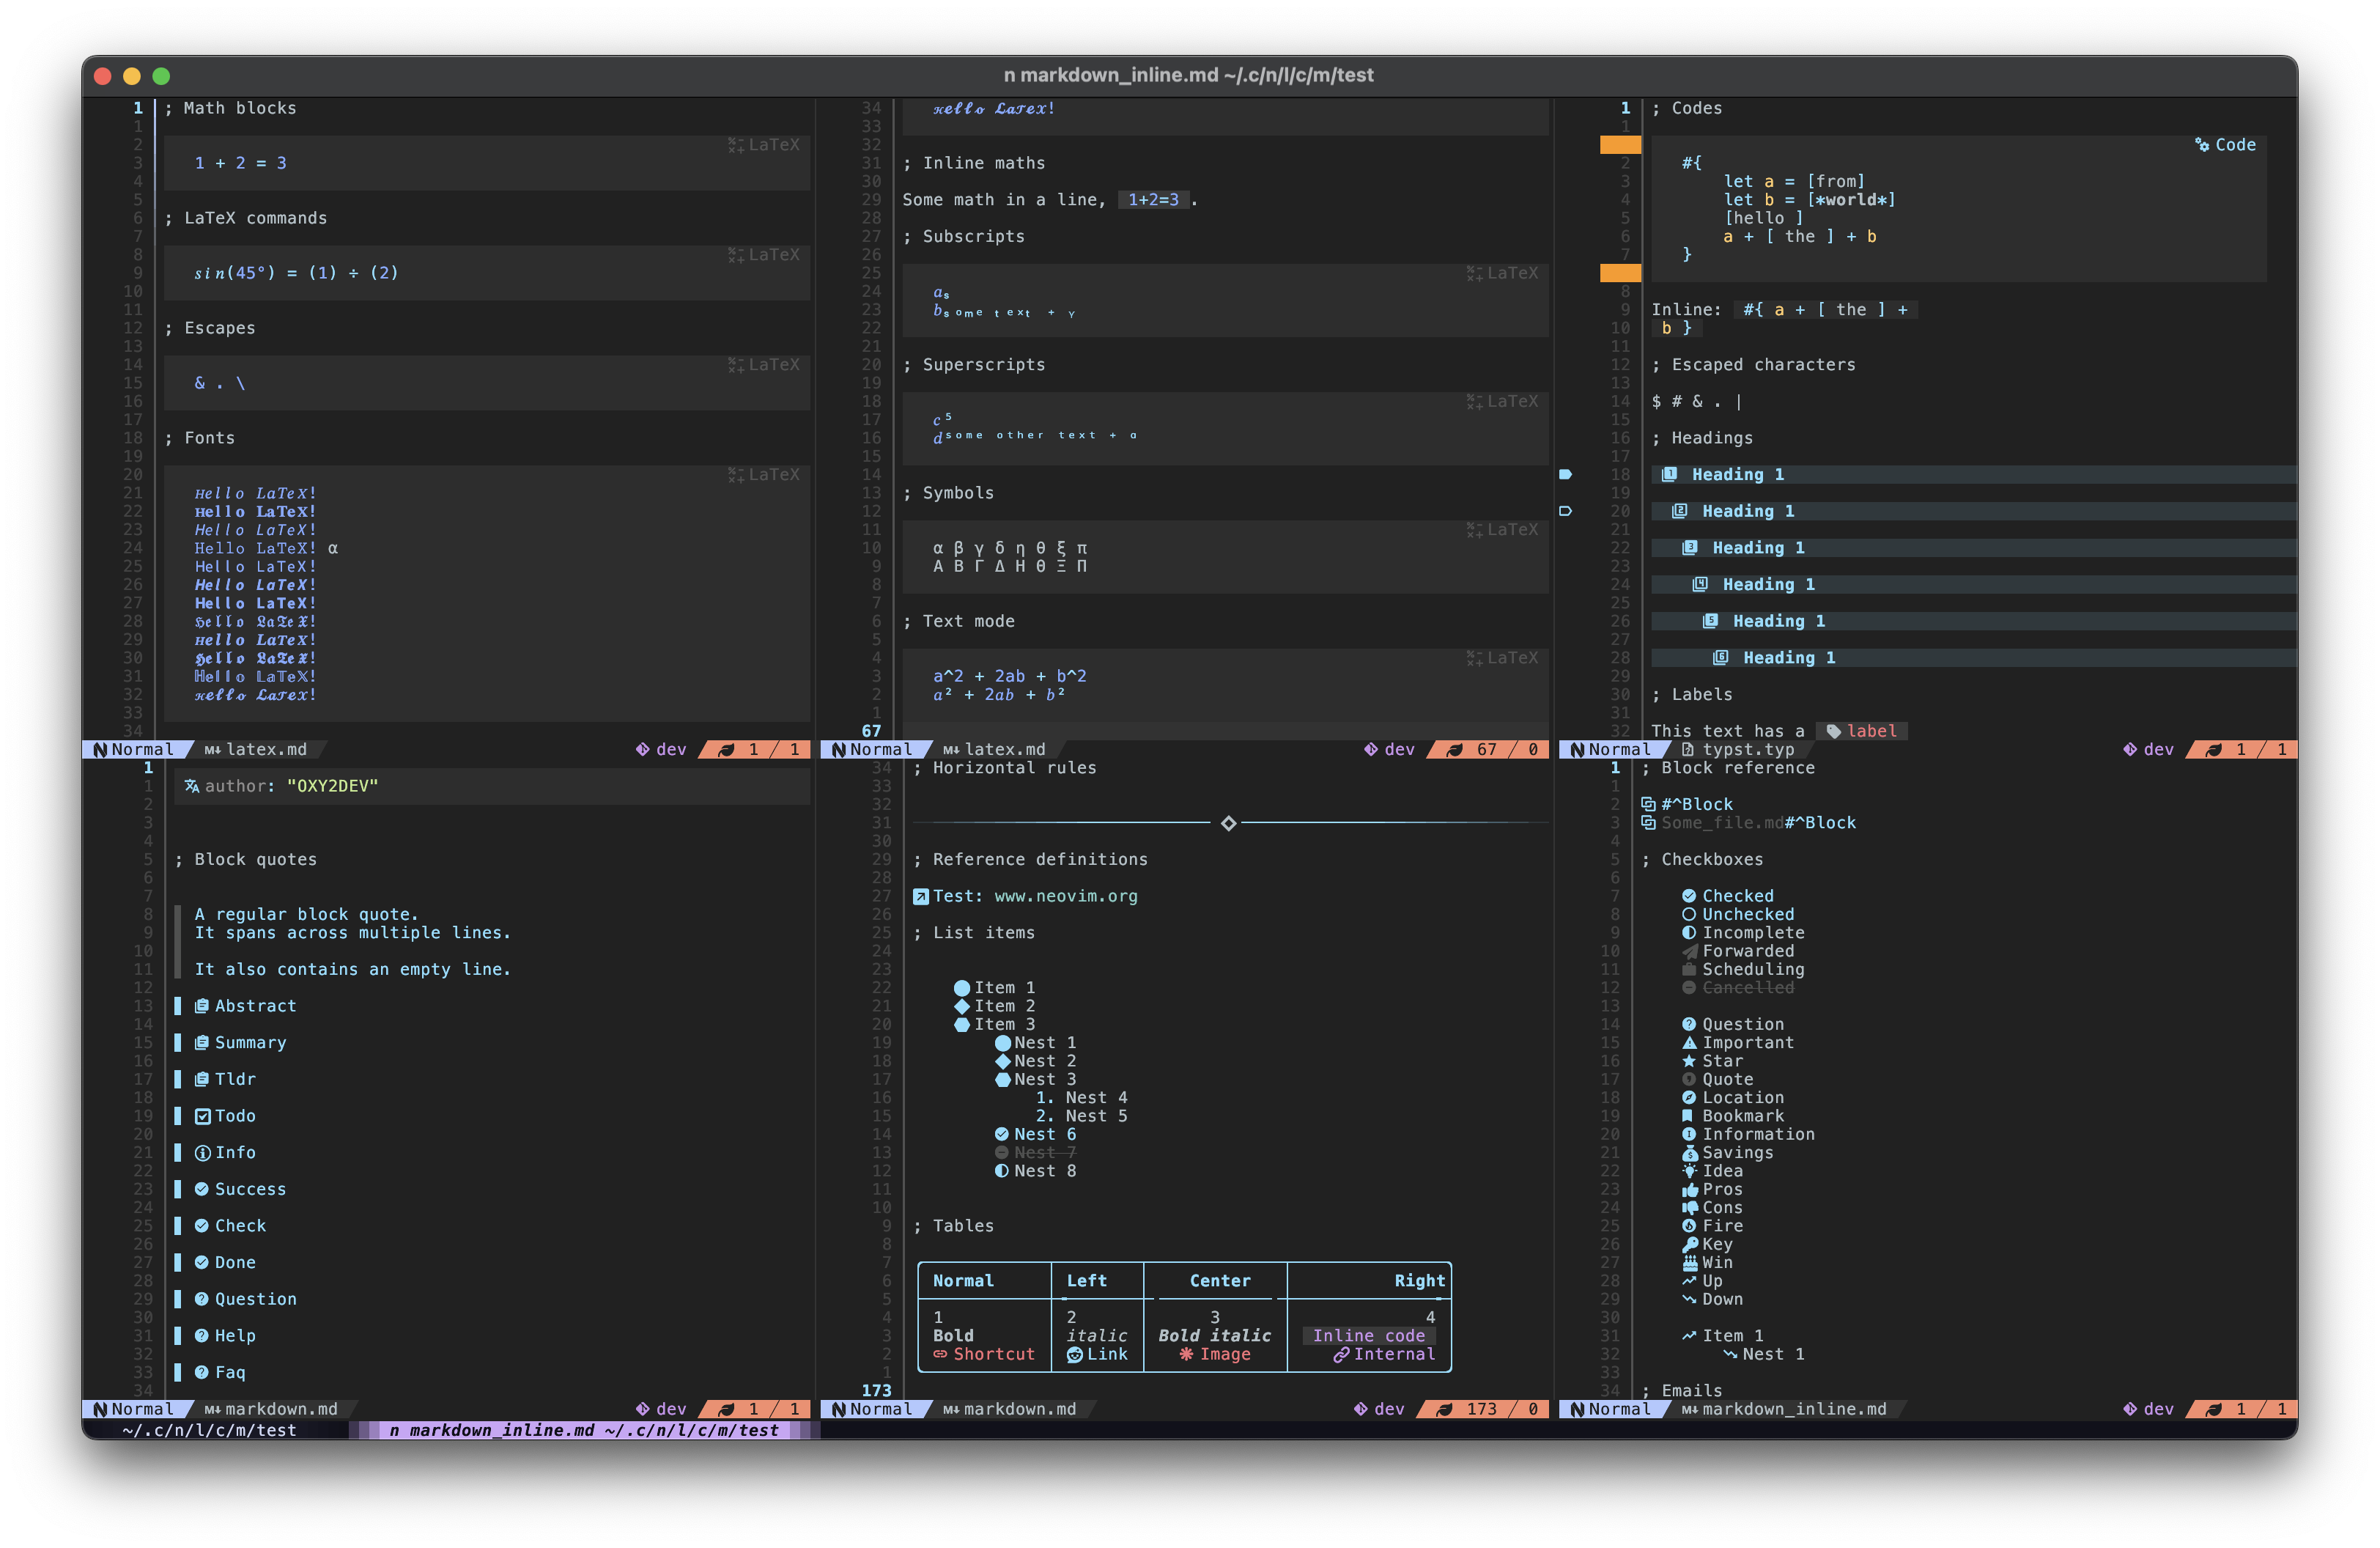 n markdown_inline.md ~/.c/n/l/c/m/test
1 ; Math blocks
1
2 LaTeX
3 1 + 2 = 3
4
5
6 ; LaTeX commands
7
8 LaTeX
9 𝑠𝑖𝑛(45°) = (1) ÷ (2)
10
11
12 ; Escapes
13
14 LaTeX
15 & . \
16
17
18 ; Fonts
19
20 LaTeX
21 Hello LaTeX!
22 Hello LaTeX!
23 Hello LaTeX!
24 Hello LaTeX! α
25 Hello LaTeX!
26 Hello LaTeX!
27 Hello LaTeX!
28 Hello LaTeX!
29 Hello LaTeX!
30 Hello LaTeX!
31 Hello LaTeX!
32 Hello LaTeX!
33
34
Normal latex.md dev 1 / 1
34 Hello LaTeX!
33
32
31 ; Inline maths
30
29 Some math in a line, 1+2=3 .
28
27 ; Subscripts
26
25 LaTeX
24 aₛ
23 bₛₒₘₑ ₜₑₓₜ ₊ ᵧ
22
21
20 ; Superscripts
19
18 LaTeX
17 c⁵
16 dˢᵒᵐᵉ ᵒᵗʰᵉʳ ᵗᵉˣᵗ ⁺ ᵅ
15
14
13 ; Symbols
12
11 LaTeX
10 α β γ δ η θ ξ π
9 Α Β Γ Δ Η θ Ξ Π
8
7
6 ; Text mode
5
4 LaTeX
3 a^2 + 2ab + b^2
2 a² + 2ab + b²
1
67
Normal latex.md dev 67 / 0
1 ; Codes
1
Code
2 #{
3 let a = [from]
4 let b = [*world*]
5 [hello ]
6 a + [ the ] + b
7 }
8
9 Inline: #{ a + [ the ] +
10 b }
11
12 ; Escaped characters
13
14 $ # & . |
15
16 ; Headings
17
18 1 Heading 1
19
20 2 Heading 1
21
22 3 Heading 1
23
24 4 Heading 1
25
26 5 Heading 1
27
28 6 Heading 1
29
30 ; Labels
31
32 This text has a label
Normal typst.typ dev 1 / 1
1
1 author: "OXY2DEV"
2
3
4
5 ; Block quotes
6
7
8 A regular block quote.
9 It spans across multiple lines.
10
11 It also contains an empty line.
12
13 Abstract
14
15 Summary
16
17 Tldr
18
19 Todo
20
21 Info
22
23 Success
24
25 Check
26
27 Done
28
29 Question
30
31 Help
32
33 Faq
34
Normal markdown.md dev 1 / 1
34 ; Horizontal rules
33
32
31
30
29 ; Reference definitions
28
27 Test: www.neovim.org
26
25 ; List items
24
23
22 Item 1
21 Item 2
20 Item 3
19 Nest 1
18 Nest 2
17 Nest 3
16 1. Nest 4
15 2. Nest 5
14 Nest 6
13 Nest 7
12 Nest 8
11
10
9 ; Tables
8
7
6 Normal Left Center Right
5
4 1 2 3 4
3 Bold italic Bold italic Inline code
2 Shortcut Link Image Internal
1
173
Normal markdown.md dev 173 / 0
1 ; Block reference
1
2 #^Block
3 Some_file.md#^Block
4
5 ; Checkboxes
6
7 Checked
8 Unchecked
9 Incomplete
10 Forwarded
11 Scheduling
12 Cancelled
13
14 Question
15 Important
16 Star
17 Quote
18 Location
19 Bookmark
20 Information
21 Savings
22 Idea
23 Pros
24 Cons
25 Fire
26 Key
27 Win
28 Up
29 Down
30
31 Item 1
32 Nest 1
33
34 ; Emails
Normal markdown_inline.md dev 1 / 1
~/.c/n/l/c/m/test n markdown_inline.md ~/.c/n/l/c/m/test